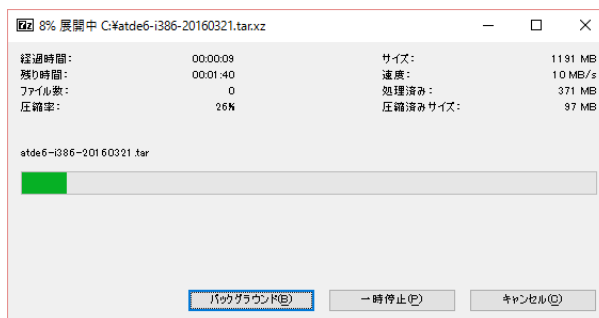 7z 8% 展開中 C:¥atde6-i386-20160321.tar.xz
経過時間: 00:00:09 サイズ: 1191 MB
残り時間: 00:01:40 速度: 10 MB/s
ファイル数: 0 処理済み: 371 MB
圧縮率: 26% 圧縮済みサイズ: 97 MB
atde6-i386-20160321.tar
バックグラウンド(B) 一時停止(P) キャンセル(C)